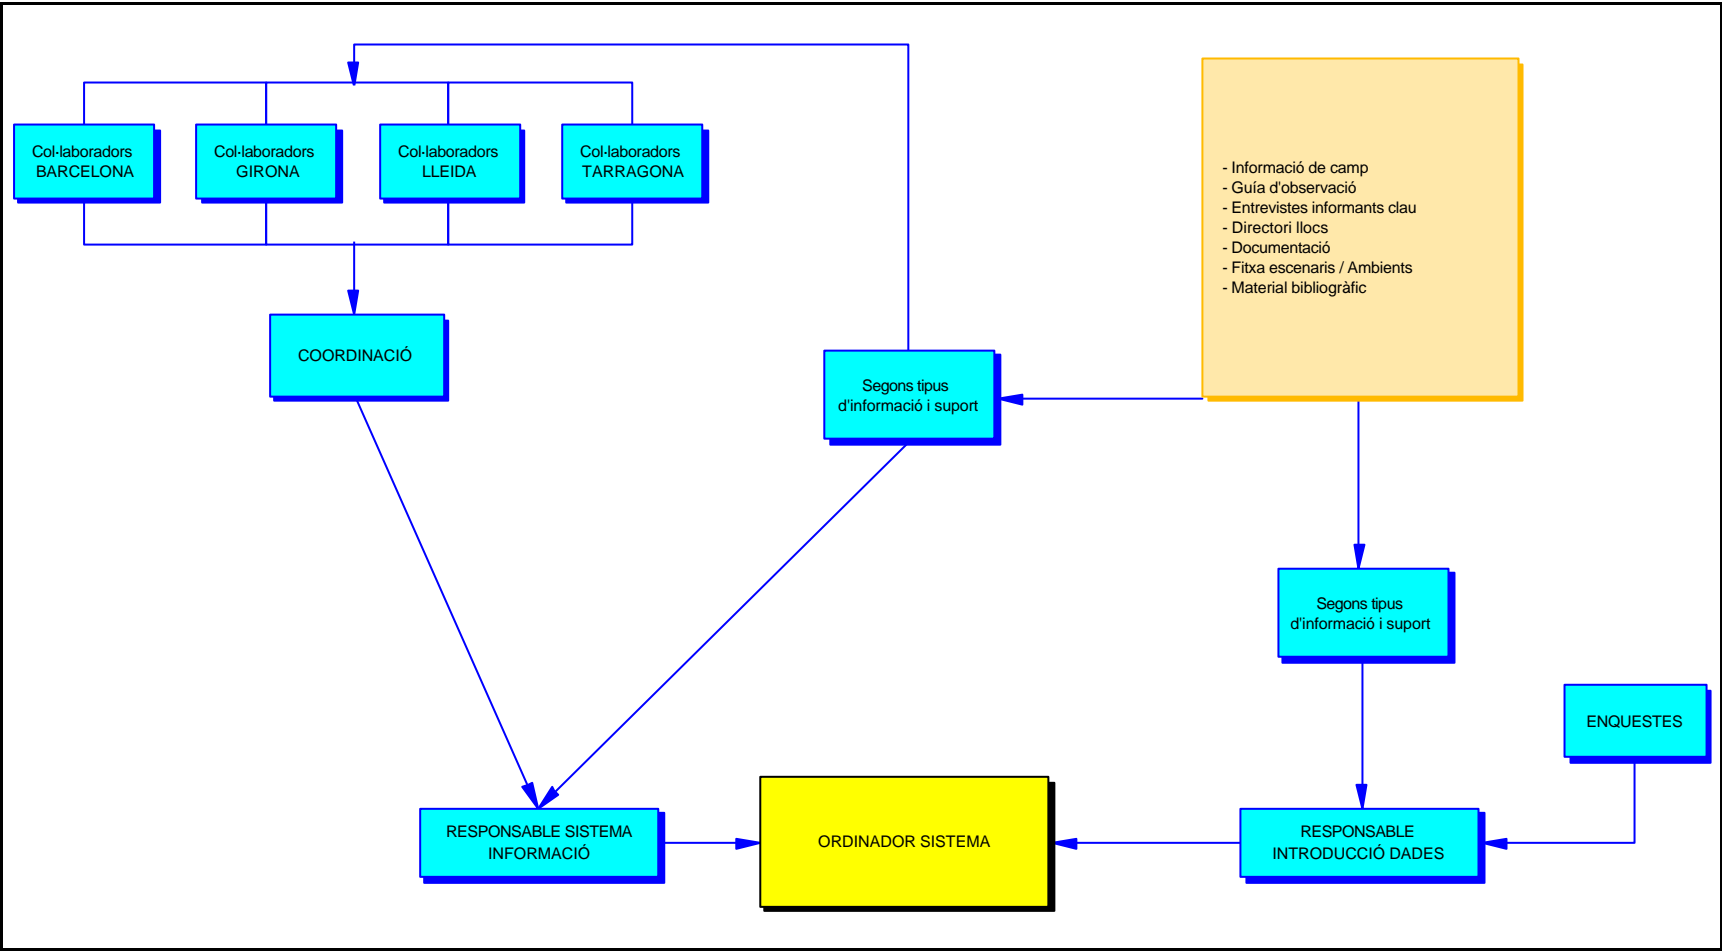 Col·laboradors
BARCELONA
Col·laboradors
GIRONA
Col·laboradors
LLEIDA
Col·laboradors
TARRAGONA
- Informació de camp
- Guía d'observació
- Entrevistes informants clau
- Directori llocs
- Documentació
- Fitxa escenaris / Ambients
- Material bibliogràfic
COORDINACIÓ
Segons tipus
d'informació i suport
Segons tipus
d'informació i suport
ENQUESTES
RESPONSABLE SISTEMA
INFORMACIÓ
ORDINADOR SISTEMA
RESPONSABLE
INTRODUCCIÓ DADES